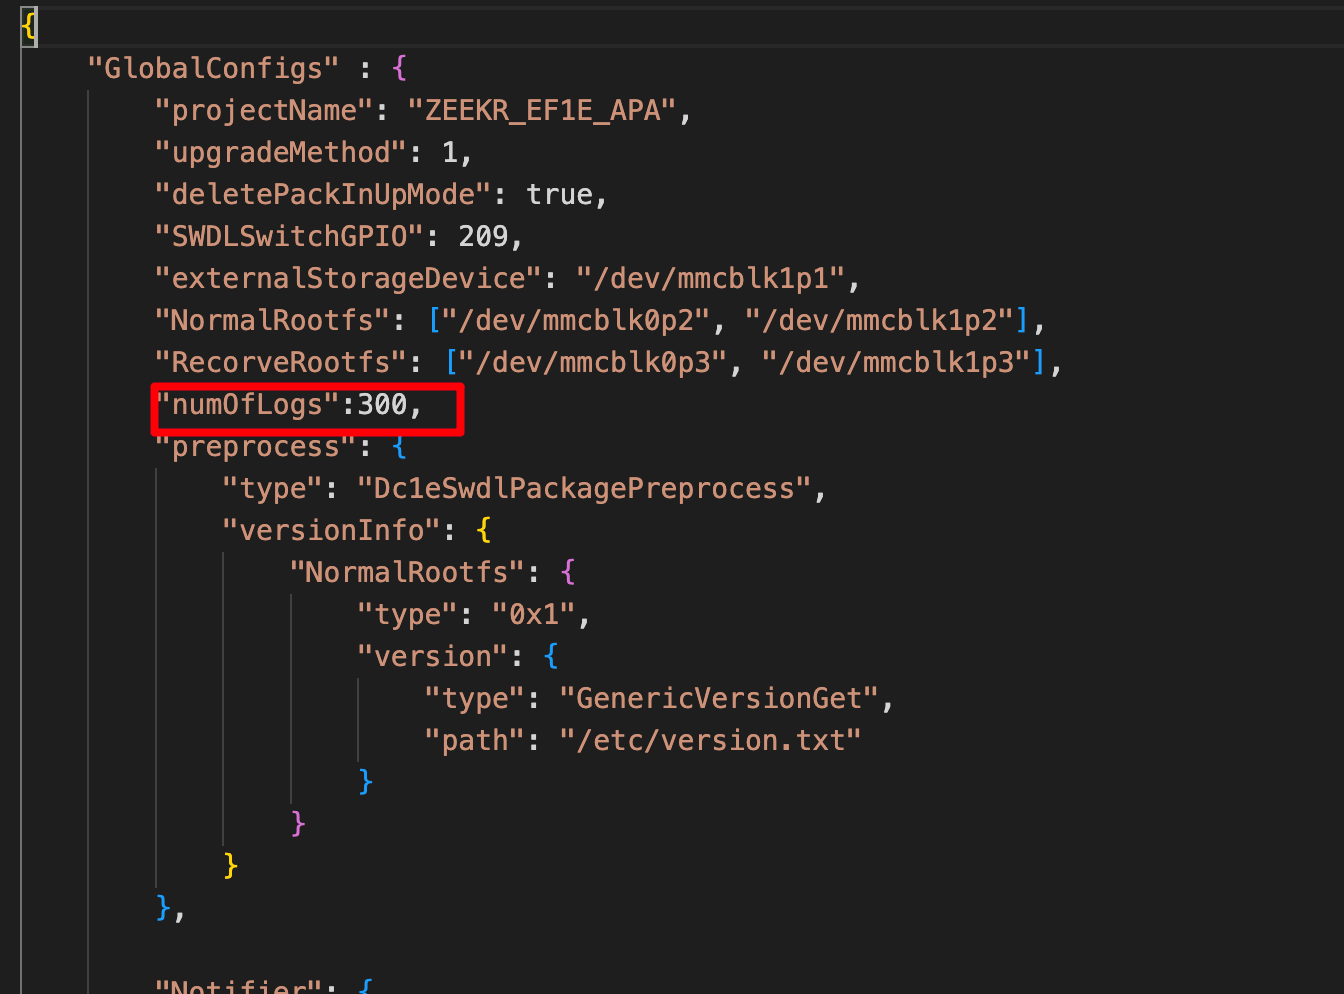 {
"GlobalConfigs" : {
"projectName": "ZEEKR_EF1E_APA",
"upgradeMethod": 1,
"deletePackInUpMode": true,
"SWDLSwitchGPIO": 209,
"externalStorageDevice": "/dev/mmcblk1p1",
"NormalRootfs": ["/dev/mmcblk0p2", "/dev/mmcblk1p2"],
"RecorveRootfs": ["/dev/mmcblk0p3", "/dev/mmcblk1p3"],
"numOfLogs":300,
"preprocess": {
"type": "Dc1eSwdlPackagePreprocess",
"versionInfo": {
"NormalRootfs": {
"type": "0x1",
"version": {
"type": "GenericVersionGet",
"path": "/etc/version.txt"
}
}
}
},
"Notifier": {